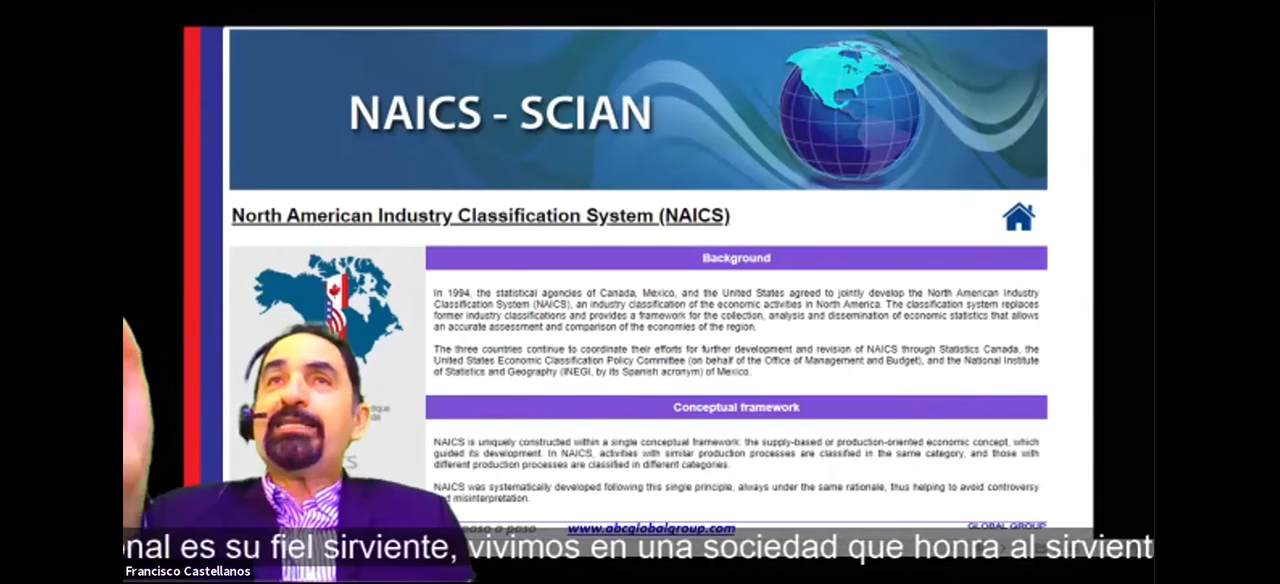 NAICS - SCIAN
North American Industry Classification System (NAICS)
Background
In 1994, the statistical agencies of Canada, Mexico, and the United States agreed to jointly develop the North American Industry
Classification System (NAICS), an industry classification of the economic activities in North America. The classification system replaces
former industry classifications and provides a framework for the collection, analysis and dissemination of economic statistics that allows
an accurate assessment and comparison of the economies of the region.
The three countries continue to coordinate their efforts for further development and revision of NAICS through Statistics Canada, the
United States Economic Classification Policy Committee (on behalf of the Office of Management and Budget), and the National Institute
of Statistics and Geography (INEGI, by its Spanish acronym) of Mexico.
Conceptual framework
NAICS is uniquely constructed within a single conceptual framework: the supply-based or production-oriented economic concept, which
guided its development. In NAICS, activities with similar production processes are classified in the same category, and those with
different production processes are classified in different categories.
NAICS was systematically developed following this single principle, always under the same rationale, thus helping to avoid controversy
misinterpretation.
paso a paso www.abcglobalgroup.com GLOBAL GROUP
onal es su fiel sirviente, vivimos en una sociedad que honra al sirvient
Francisco Castellanos